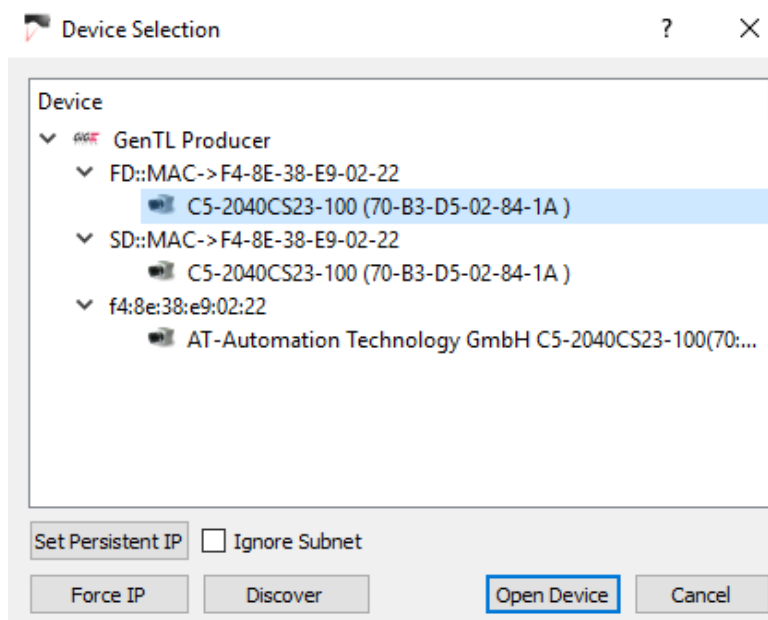 Device Selection ?
Device
GenTL Producer
FD::MAC->F4-8E-38-E9-02-22
C5-2040CS23-100 (70-B3-D5-02-84-1A )
SD::MAC->F4-8E-38-E9-02-22
C5-2040CS23-100 (70-B3-D5-02-84-1A )
f4:8e:38:e9:02:22
AT-Automation Technology GmbH C5-2040CS23-100(70:...
Set Persistent IP Ignore Subnet
Force IP Discover Open Device Cancel